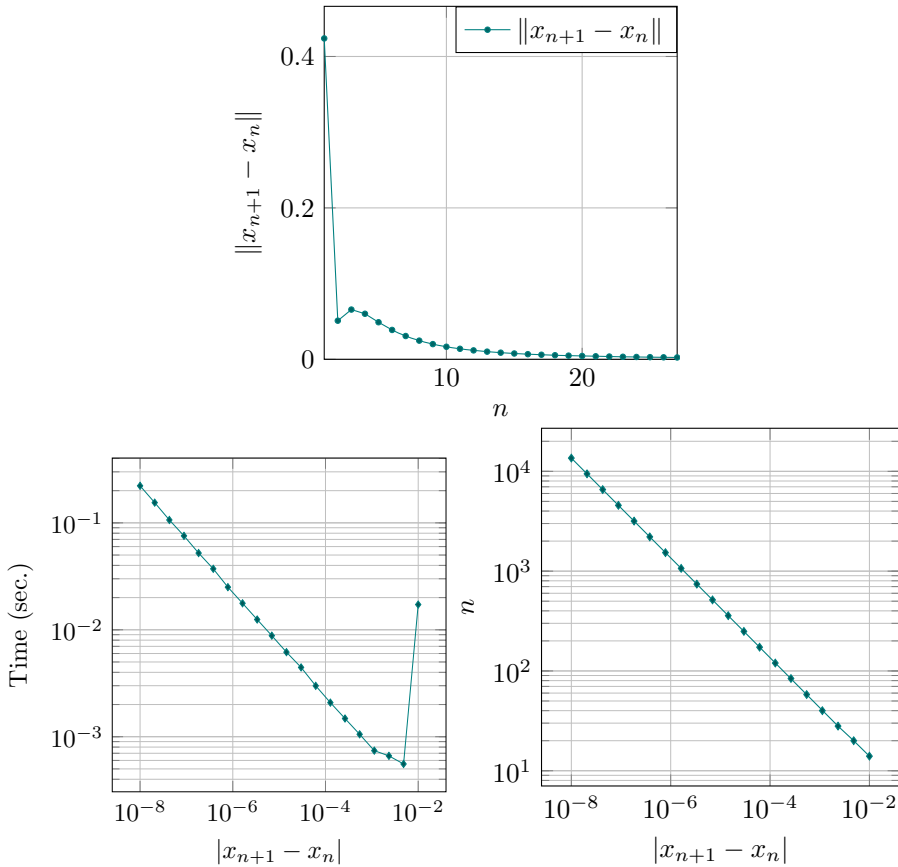 ‖x_{n+1} − x_n‖
0.4
0.2
0
10
20
n
‖x_{n+1} − x_n‖
10^{−1}
10^{−2}
10^{−3}
10^{−8}
10^{−6}
10^{−4}
10^{−2}
|x_{n+1} − x_n|
Time (sec.)
10^4
10^3
10^2
10^1
10^{−8}
10^{−6}
10^{−4}
10^{−2}
|x_{n+1} − x_n|
n